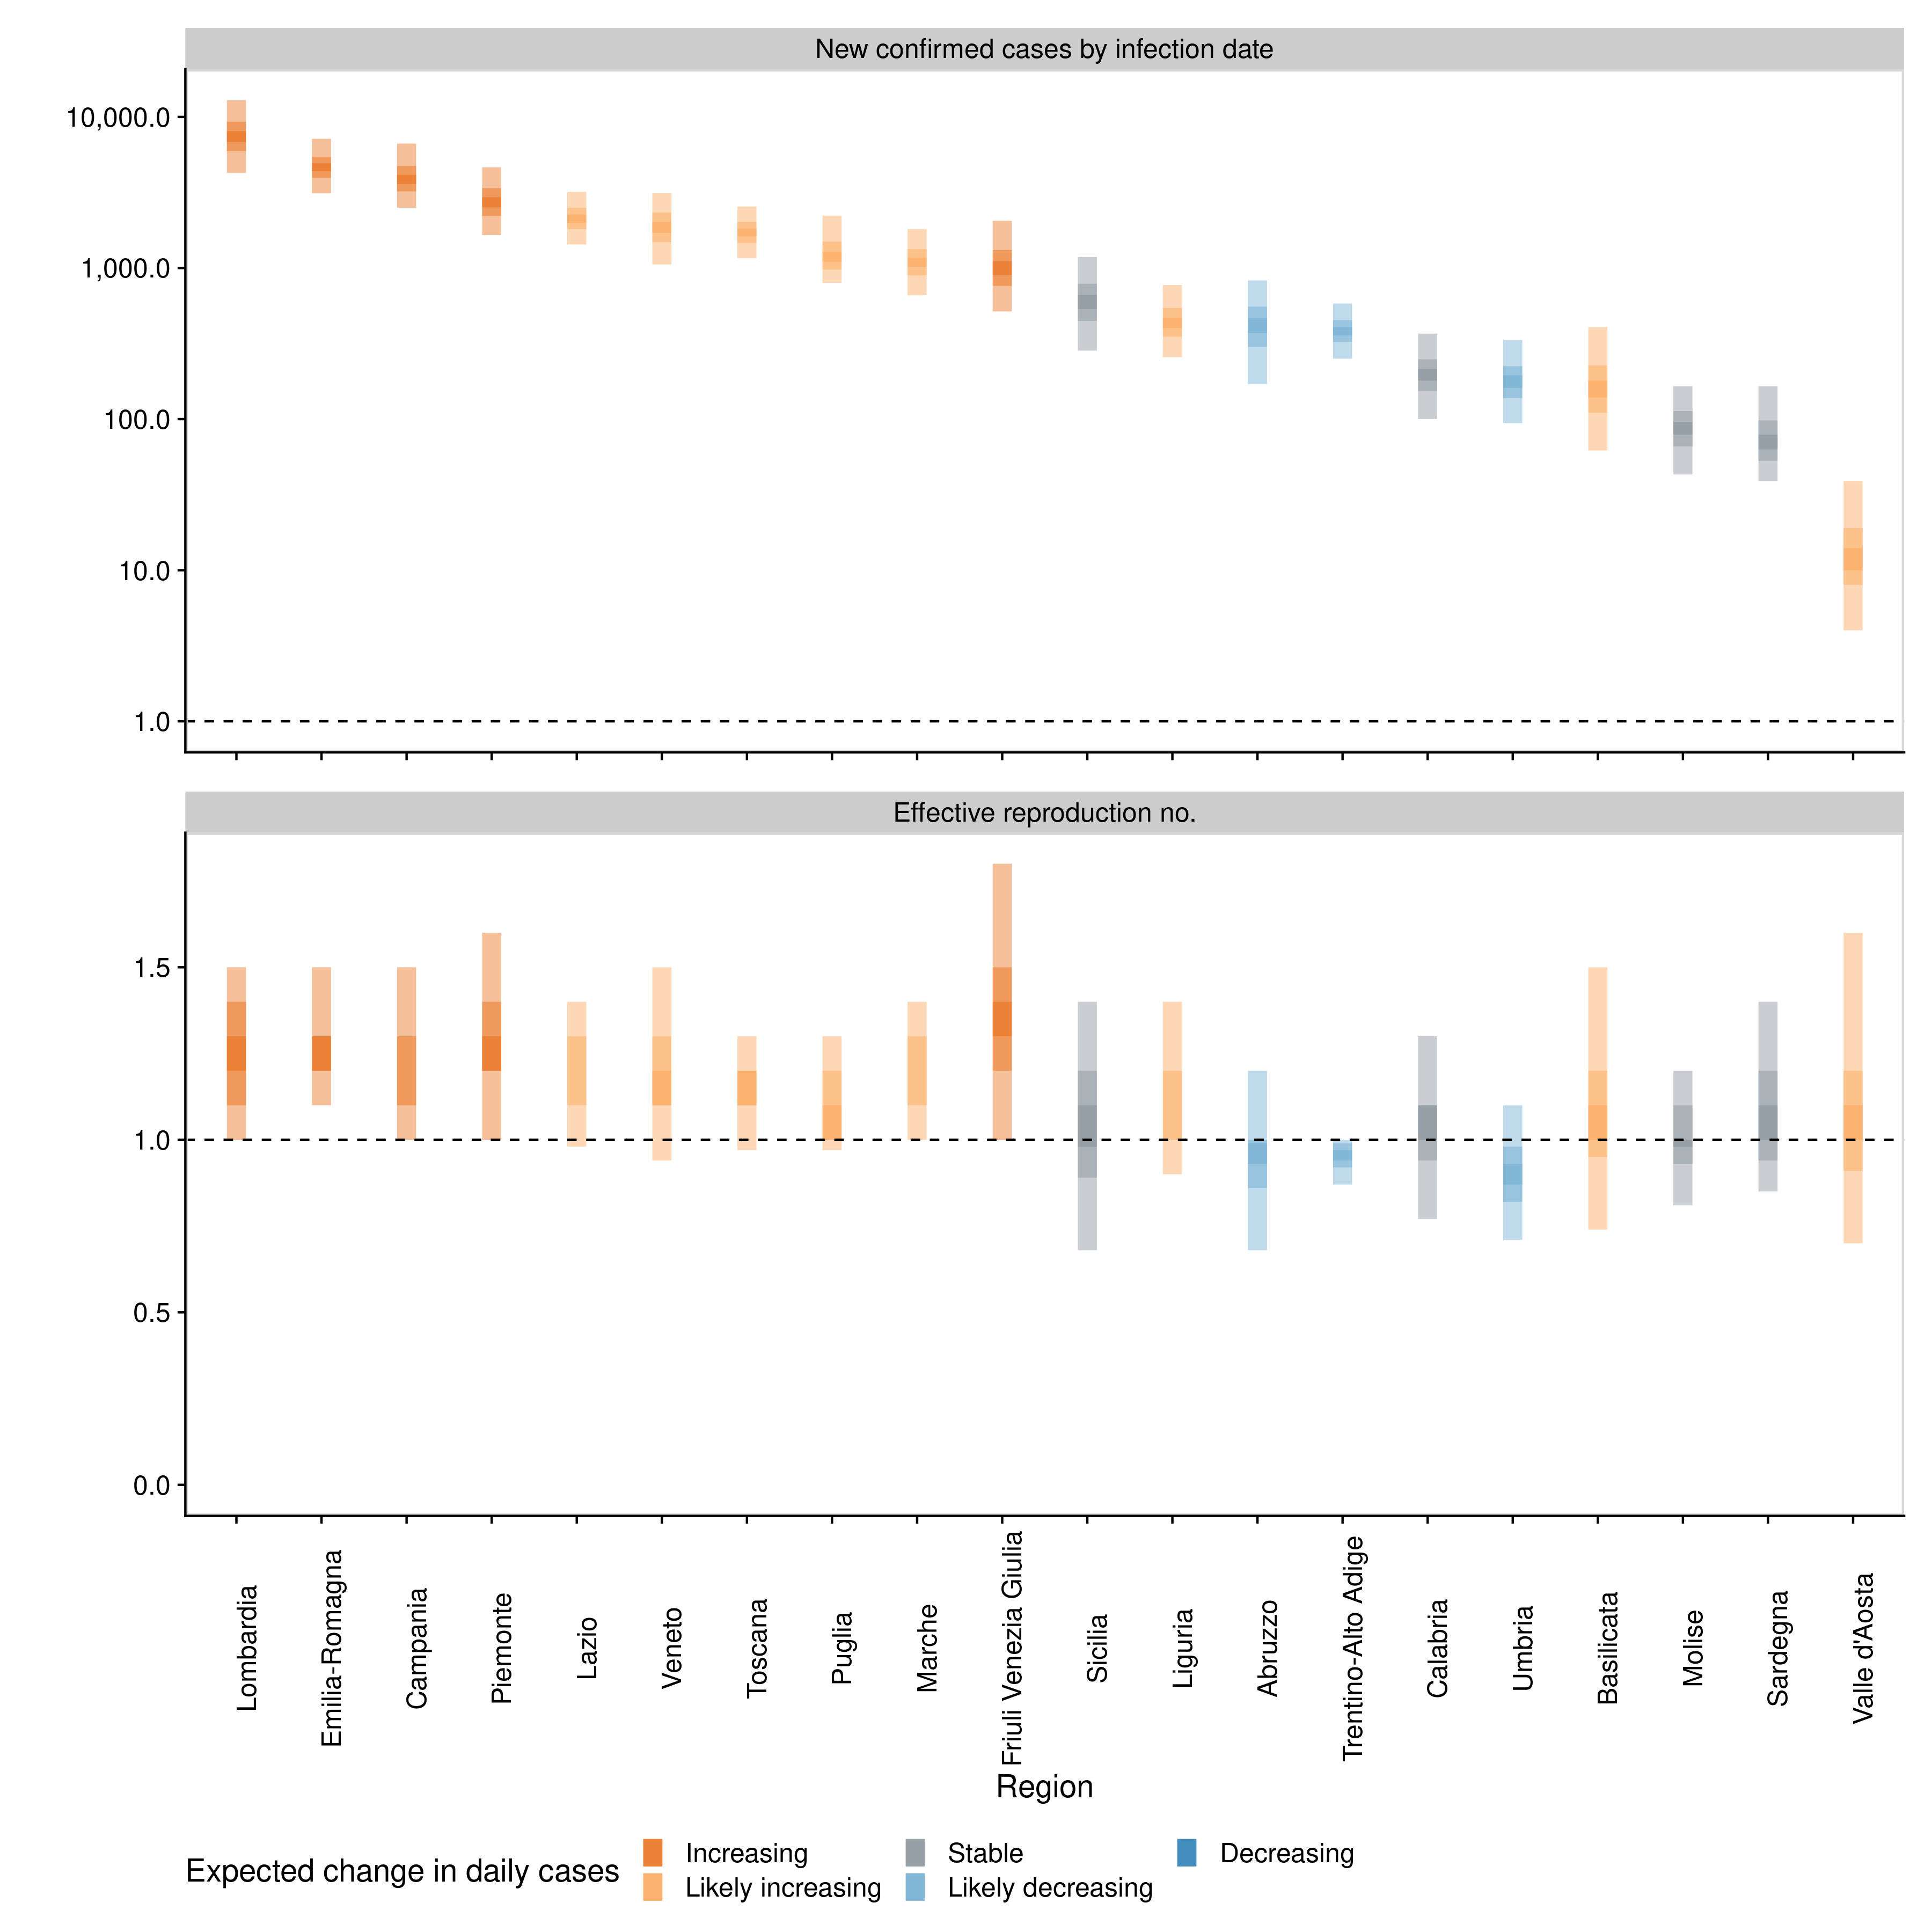 New confirmed cases by infection date
10,000.0
1,000.0
100.0
10.0
1.0
Effective reproduction no.
1.5
1.0
0.5
0.0
Lombardia
Emilia-Romagna
Campania
Piemonte
Lazio
Veneto
Toscana
Puglia
Marche
Friuli Venezia Giulia
Sicilia
Liguria
Abruzzo
Trentino-Alto Adige
Calabria
Umbria
Basilicata
Molise
Sardegna
Valle d'Aosta
Region
Expected change in daily cases
Increasing
Likely increasing
Stable
Likely decreasing
Decreasing